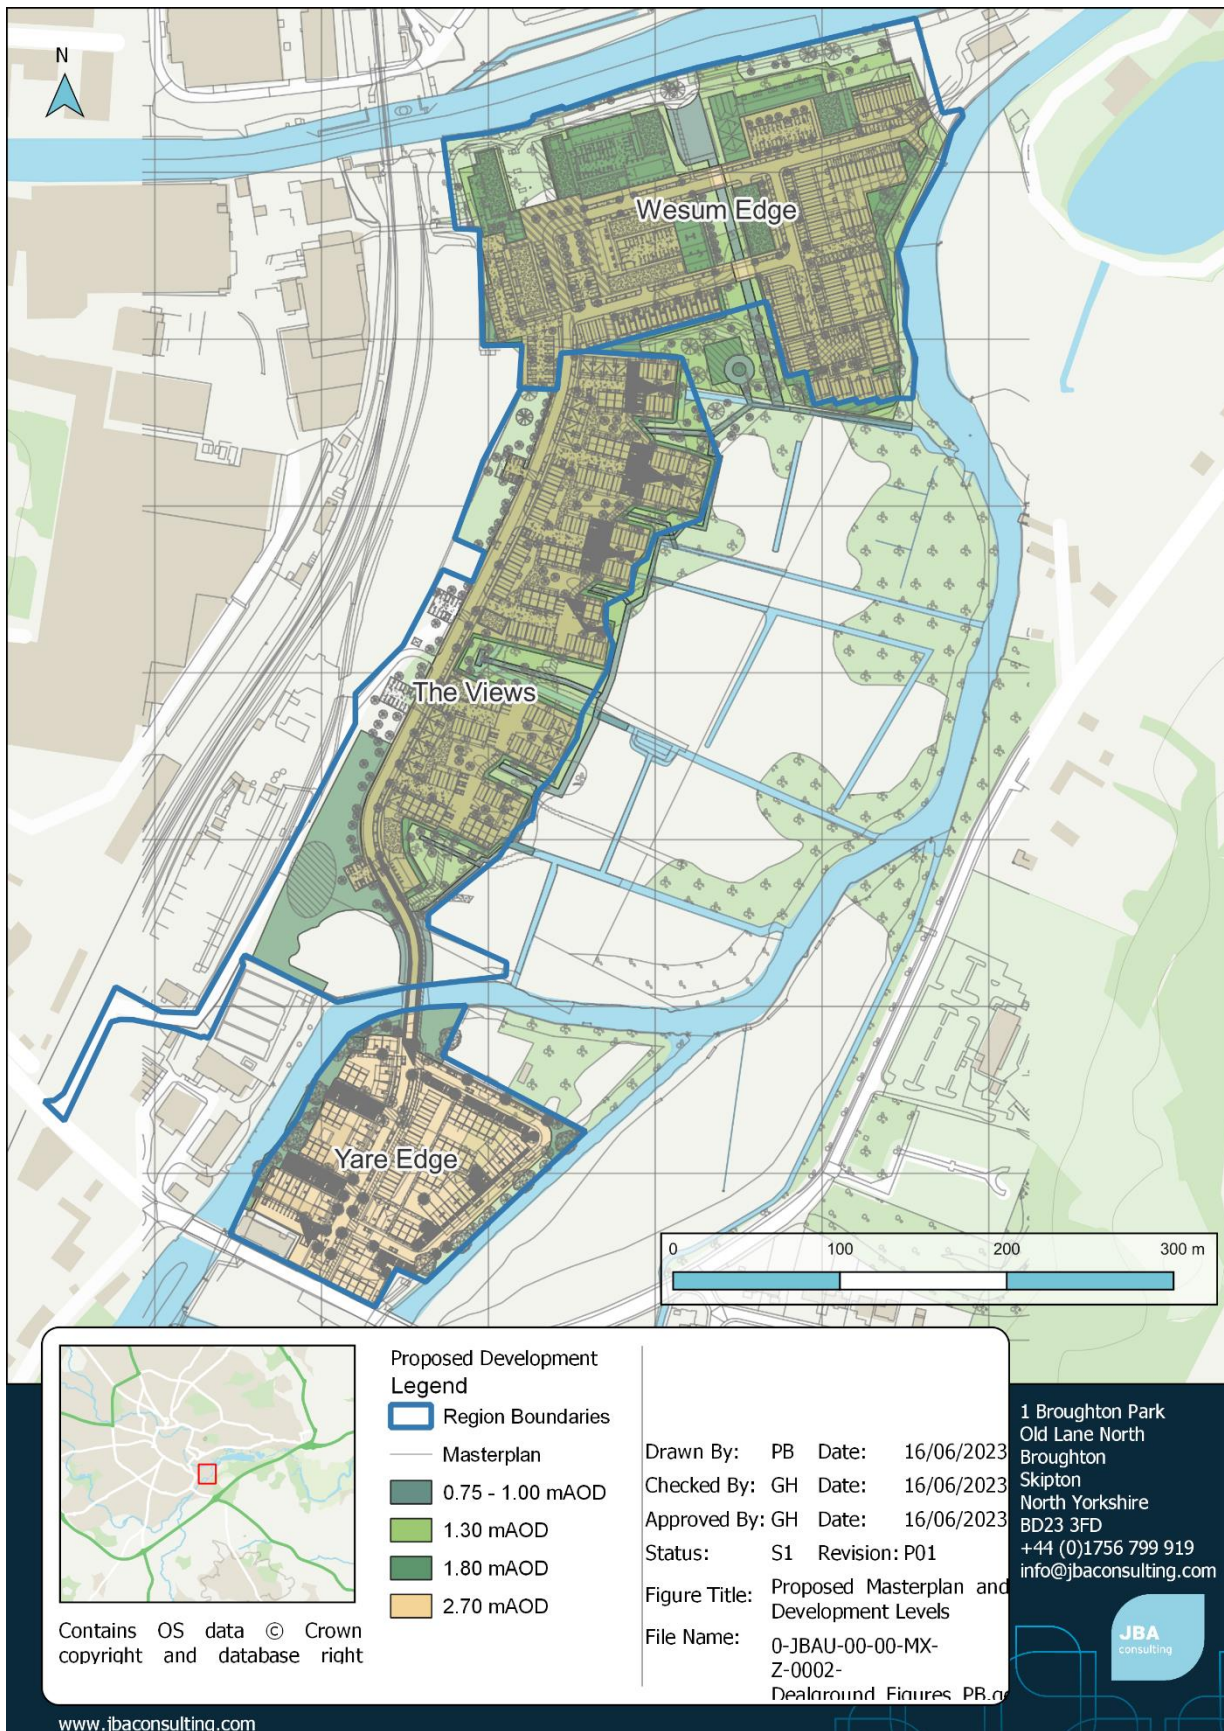 N
Wesum Edge
The Views
Yare Edge
0 100 200 300 m
Proposed Development
Legend
Region Boundaries
Masterplan
0.75 - 1.00 mAOD
1.30 mAOD
1.80 mAOD
2.70 mAOD
Contains OS data © Crown
copyright and database right
Drawn By: PB Date: 16/06/2023
Checked By: GH Date: 16/06/2023
Approved By: GH Date: 16/06/2023
Status: S1 Revision: P01
Figure Title: Proposed Masterplan and
Development Levels
File Name: 0-JBAU-00-00-MX-
Z-0002-
Dealground_Figures_PB.
1 Broughton Park
Old Lane North
Broughton
Skipton
North Yorkshire
BD23 3FD
+44 (0)1756 799 919
info@jbaconsulting.com
JBA
consulting
www.jbaconsulting.com